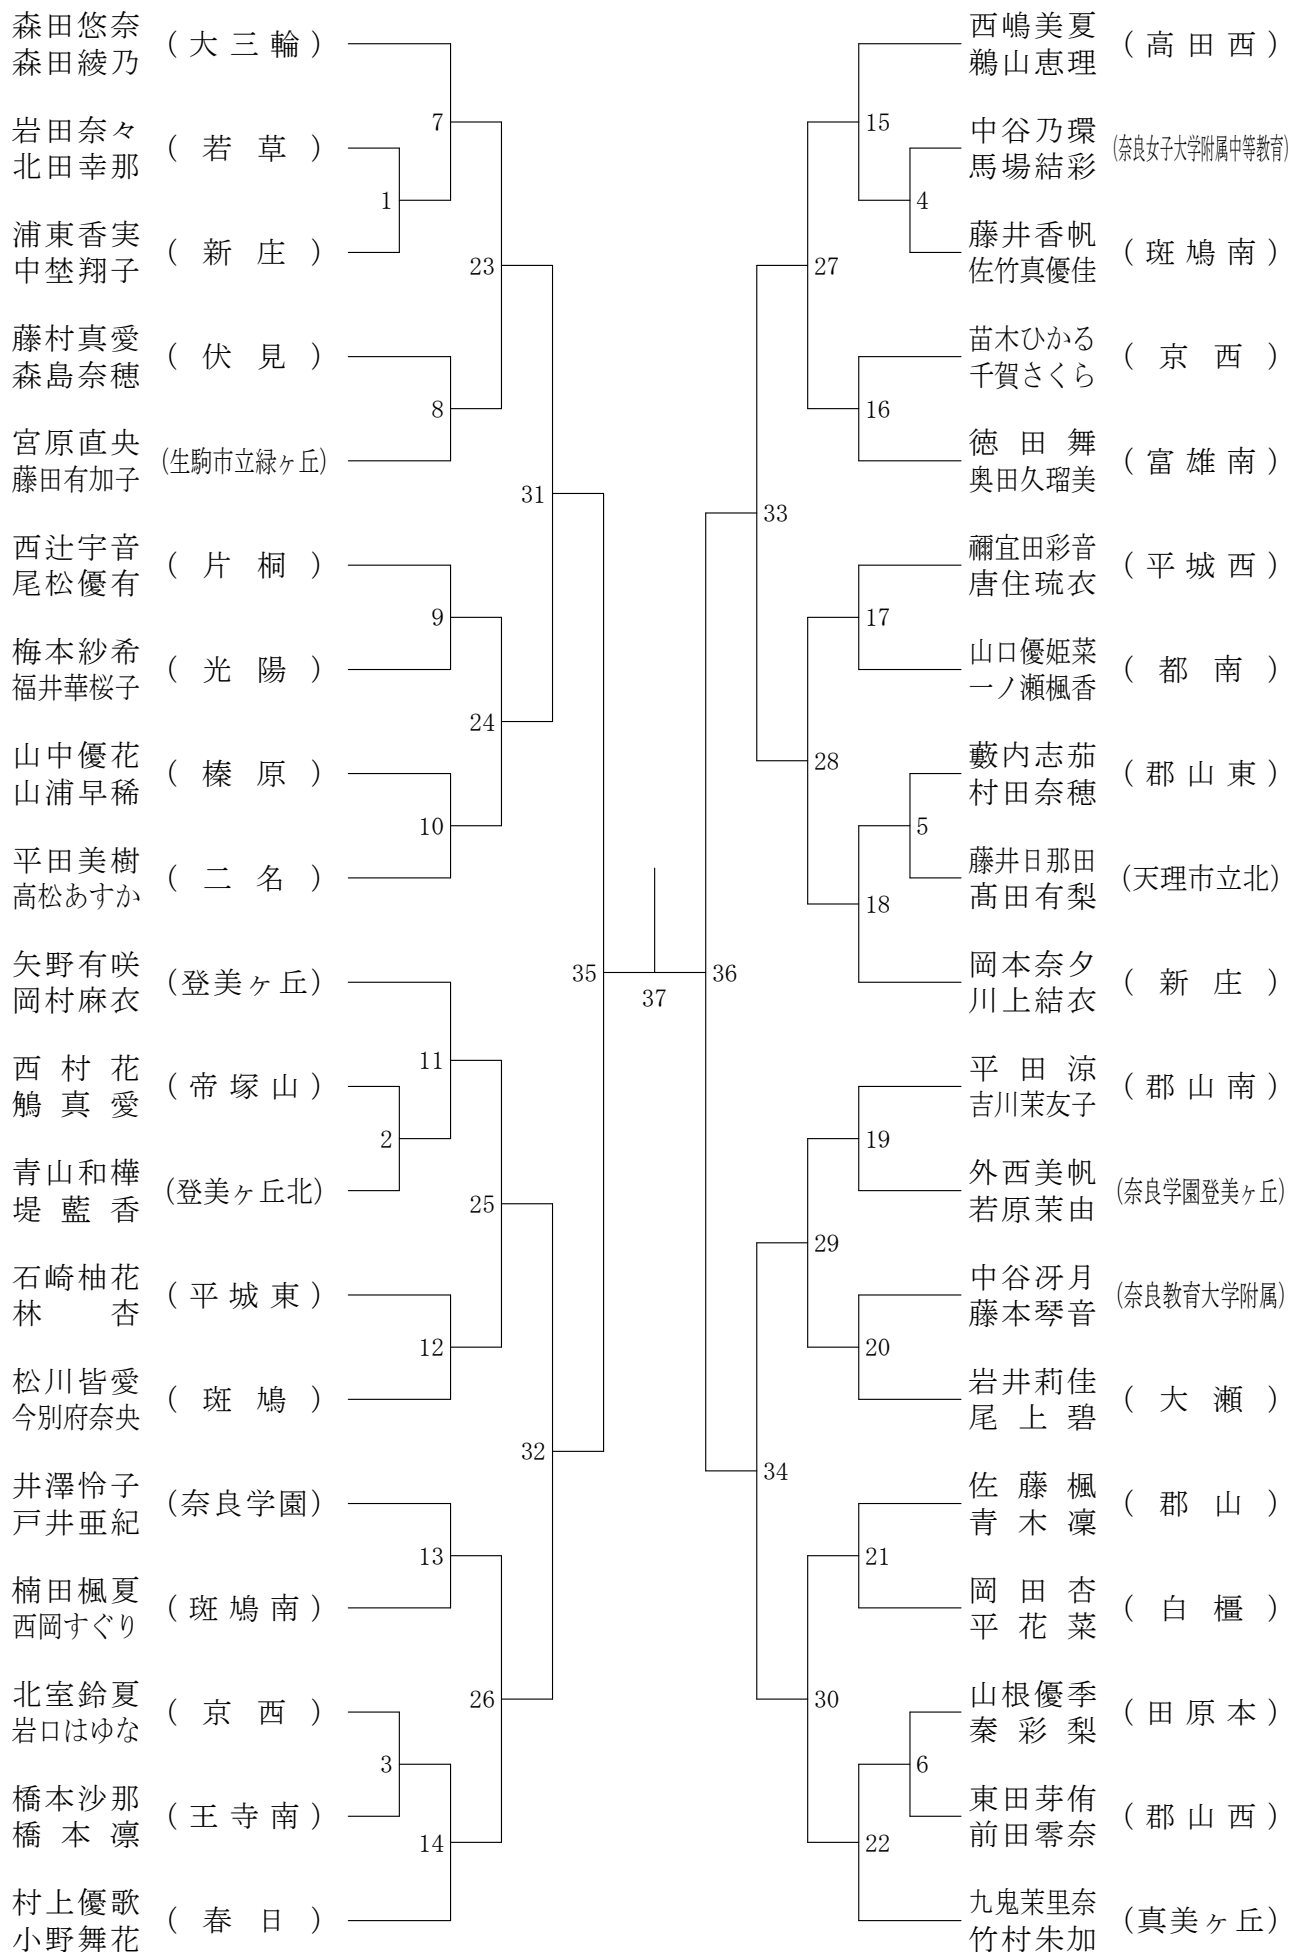 森田悠奈
森田綾乃
(大三輪)
岩田奈々
北田幸那
(若草)
浦東香実
中埜翔子
(新庄)
藤村真愛
森島奈穂
(伏見)
宮原直央
藤田有加子
(生駒市立緑ヶ丘)
西辻宇音
尾松優有
(片桐)
梅本紗希
福井華桜子
(光陽)
山中優花
山浦早稀
(榛原)
平田美樹
高松あすか
(二名)
矢野有咲
岡村麻衣
(登美ヶ丘)
西村花
鵤真愛
(帝塚山)
青山和樺
堤藍香
(登美ヶ丘北)
石崎柚花
林杏
(平城東)
松川皆愛
今別府奈央
(斑鳩)
井澤怜子
戸井亜紀
(奈良学園)
楠田楓夏
西岡すぐり
(斑鳩南)
北室鈴夏
岩口はゆな
(京西)
橋本沙那
橋本凛
(王寺南)
村上優歌
小野舞花
(春日)
7
1
23
8
31
9
24
10
35
11
2
25
12
32
13
26
3
14
37
36
15
4
27
16
33
17
28
5
18
19
29
20
34
21
30
6
22
西嶋美夏
鵜山恵理
(高田西)
中谷乃環
馬場結彩
(奈良女子大学附属中等教育)
藤井香帆
佐竹真優佳
(斑鳩南)
苗木ひかる
千賀さくら
(京西)
徳田舞
奥田久瑠美
(富雄南)
禰宜田彩音
唐住琉衣
(平城西)
山口優姫菜
一ノ瀬楓香
(都南)
藪内志茄
村田奈穂
(郡山東)
藤井日那田
髙田有梨
(天理市立北)
岡本奈夕
川上結衣
(新庄)
平田涼
吉川茉友子
(郡山南)
外西美帆
若原茉由
(奈良学園登美ヶ丘)
中谷冴月
藤本琴音
(奈良教育大学附属)
岩井莉佳
尾上碧
(大瀬)
佐藤楓
青木凜
(郡山)
岡田杏
平花菜
(白橿)
山根優季
秦彩梨
(田原本)
東田芽侑
前田零奈
(郡山西)
九鬼茉里奈
竹村朱加
(真美ヶ丘)